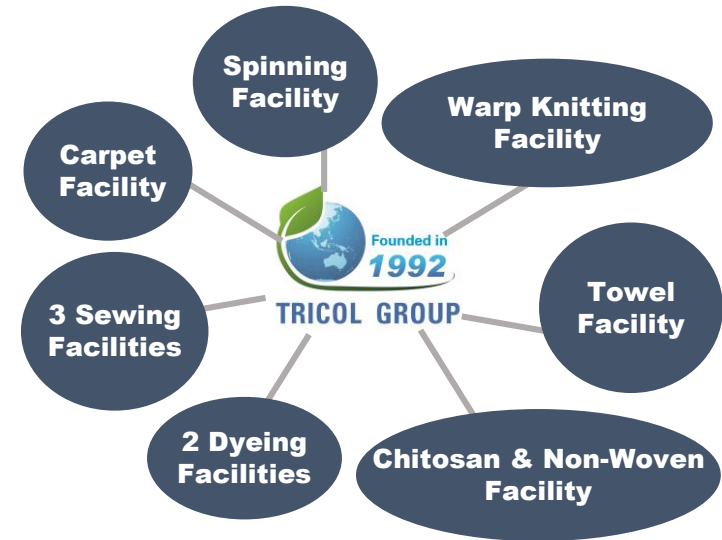 Spinning
Facility
Warp Knitting
Facility
Carpet
Facility
Founded in
1992
TRICOL GROUP
Towel
Facility
3 Sewing
Facilities
2 Dyeing
Facilities
Chitosan & Non-Woven
Facility